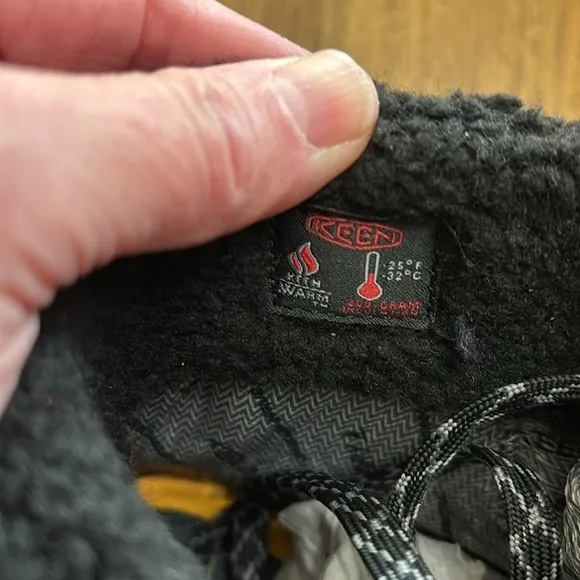 KEEN
KEEN
WARM
-25°F
-32°C
200 GRAM
INSULATION